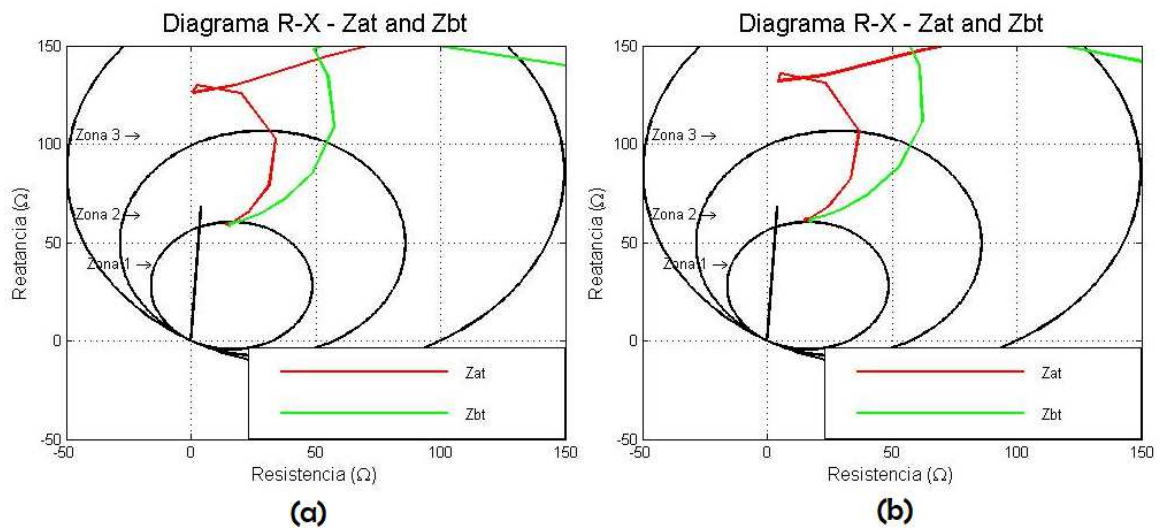 Diagrama R-X - Zat and Zbt
150
100
50
0
-50
Reatancia (Ω)
Zona 3 →
Zona 2 →
Zona 1 →
Zat
Zbt
-50 0 50 100 150
Resistencia (Ω)
(a)
Diagrama R-X - Zat and Zbt
150
100
50
0
-50
Reatancia (Ω)
Zona 3 →
Zona 2 →
Zona 1 →
Zat
Zbt
-50 0 50 100 150
Resistencia (Ω)
(b)